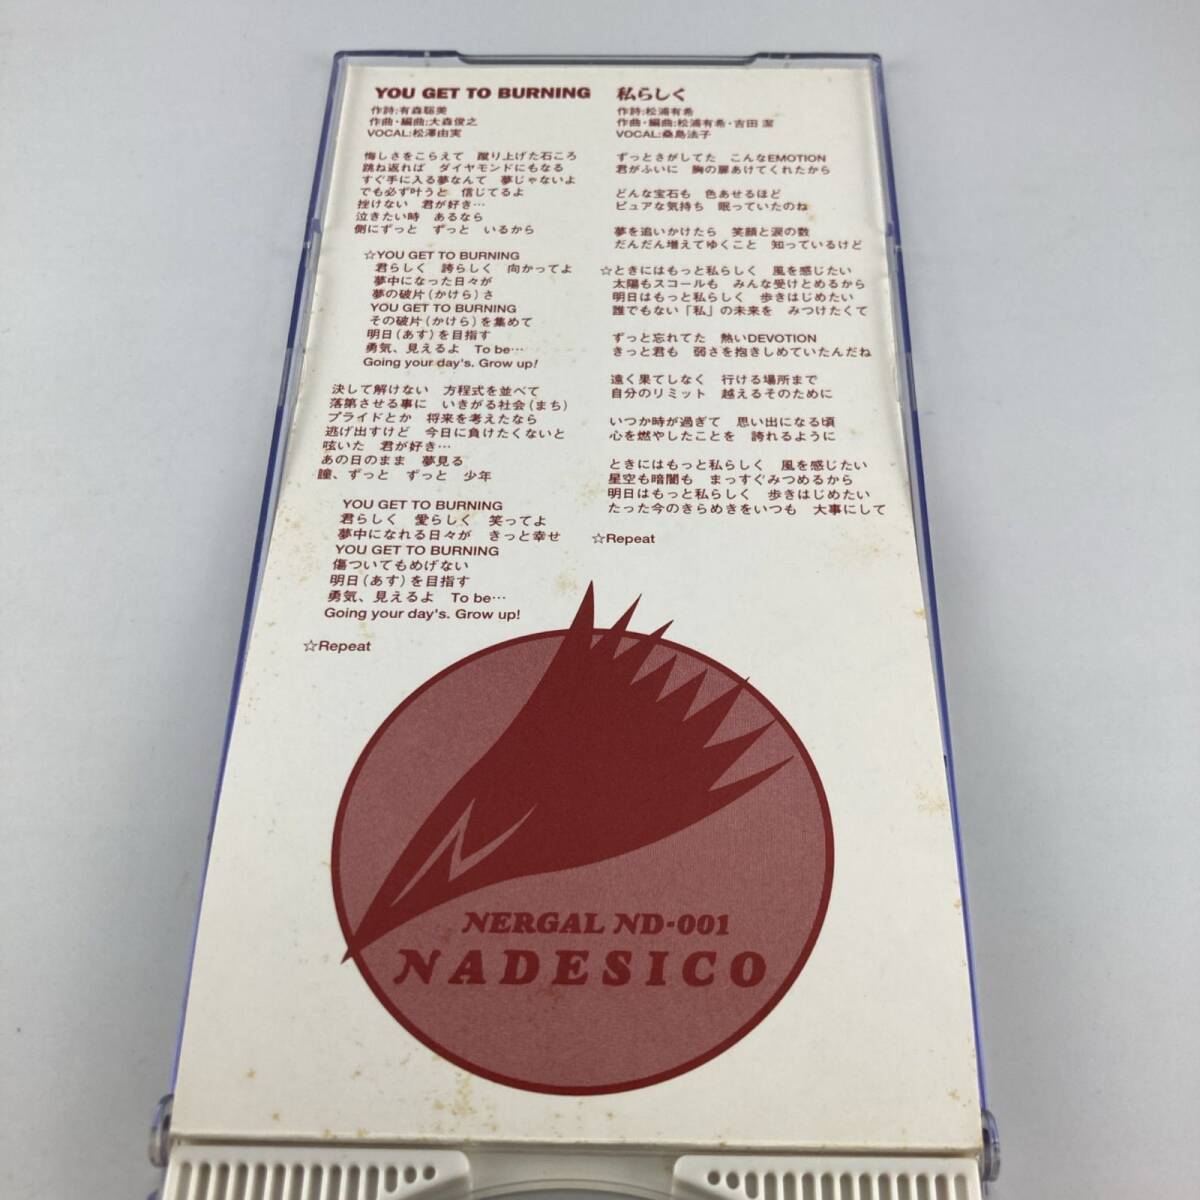 YOU GET TO BURNING
作詩:有森聡美
作曲・編曲:大森俊之
VOCAL:松澤由実
悔しさをこらえて 蹴り上げた石ころ
跳ね返れば ダイヤモンドにもなる
すぐ手に入る夢なんて 夢じゃないよ
でも必ず叶うと 信じてるよ
挫けない 君が好き…
泣きたい時 あるなら
側にずっと ずっと いるから
☆YOU GET TO BURNING
君らしく 誇らしく 向かってよ
夢中になった日々が
夢の破片(かけら)さ
YOU GET TO BURNING
その破片(かけら)を集めて
明日(あす)を目指す
勇気、見えるよ To be…
Going your day's. Grow up!
決して解けない 方程式を並べて
落第させる事に いきがる社会(まち)
プライドとか 将来を考えたなら
逃げ出すけど 今日に負けたくないと
呟いた 君が好き…
あの日のまま 夢見る
瞳、ずっと ずっと 少年
YOU GET TO BURNING
君らしく 愛らしく 笑ってよ
夢中になれる日々が きっと幸せ
YOU GET TO BURNING
傷ついてもめげない
明日(あす)を目指す
勇気、見えるよ To be…
Going your day's. Grow up!
☆Repeat
私らしく
作詩:松浦有希
作曲・編曲:松浦有希・吉田 潔
VOCAL:桑島法子
ずっとさがしてた こんなEMOTION
君がふいに 胸の扉あけてくれたから
どんな宝石も 色あせるほど
ピュアな気持ち 眠っていたのね
夢を追いかけたら 笑顔と涙の数
だんだん増えてゆくこと 知っているけど
☆ときにはもっと私らしく 風を感じたい
太陽もスコールも みんな受けとめるから
明日はもっと私らしく 歩きはじめたい
誰でもない「私」の未来を みつけたくて
ずっと忘れてた 熱いDEVOTION
きっと君も 弱さを抱きしめていたんだね
遠く果てしなく 行ける場所まで
自分のリミット 越えるそのために
いつか時が過ぎて 思い出になる頃
心を燃やしたことを 誇れるように
ときにはもっと私らしく 風を感じたい
星空も暗闇も まっすぐみつめるから
明日はもっと私らしく 歩きはじめたい
たった今のきらめきをいつも 大事にして
☆Repeat
NERGAL ND-001
NADESICO